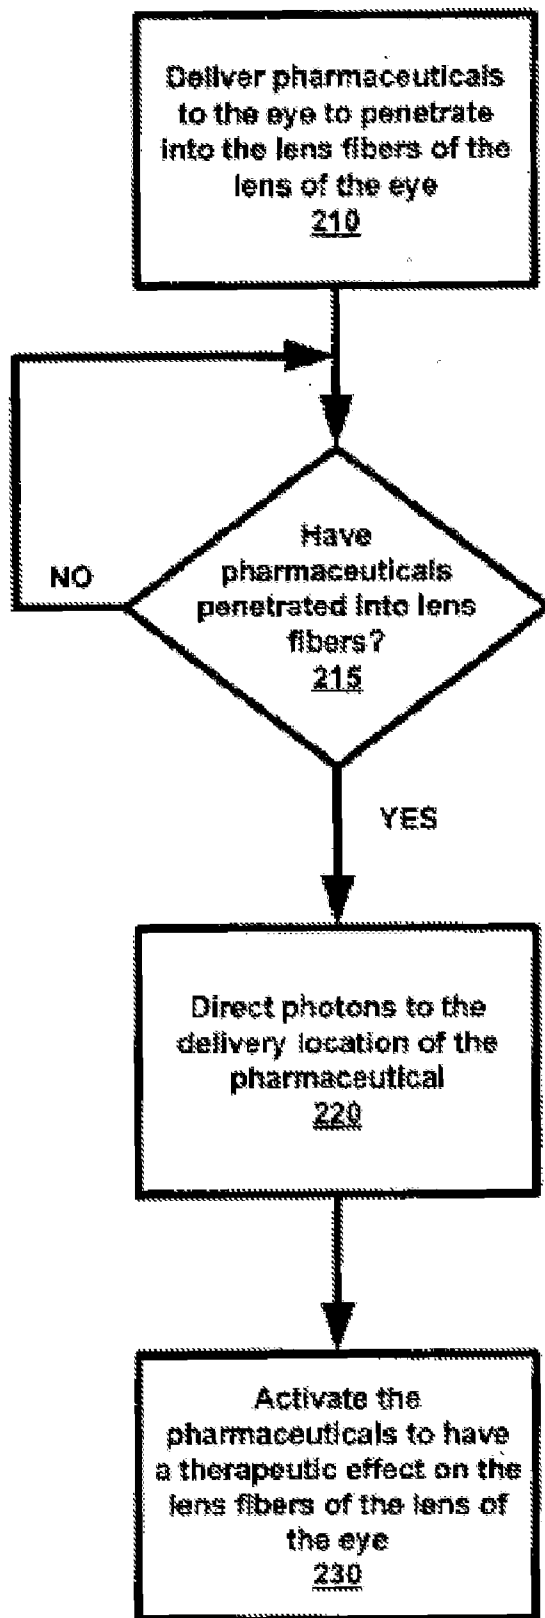 Deliver pharmaceuticals
to the eye to penetrate
into the lens fibers of the
lens of the eye
210
Have
pharmaceuticals
penetrated into lens
fibers?
215
NO
YES
Direct photons to the
delivery location of the
pharmaceutical
220
Activate the
pharmaceuticals to have
a therapeutic effect on the
lens fibers of the lens of
the eye
230